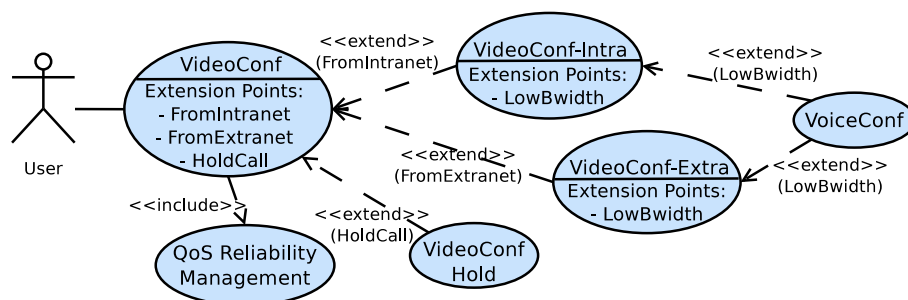 <<extend>>
(FromIntranet)
VideoConf
Extension Points:
- FromIntranet
- FromExtranet
- HoldCall
User
VideoConf-Intra
Extension Points:
- LowBwidth
<<extend>>
(LowBwidth)
VoiceConf
<<extend>>
(FromExtranet)
VideoConf-Extra
Extension Points:
- LowBwidth
<<extend>>
(LowBwidth)
<<include>>
<<extend>>
(HoldCall)
QoS Reliability
Management
VideoConf
Hold